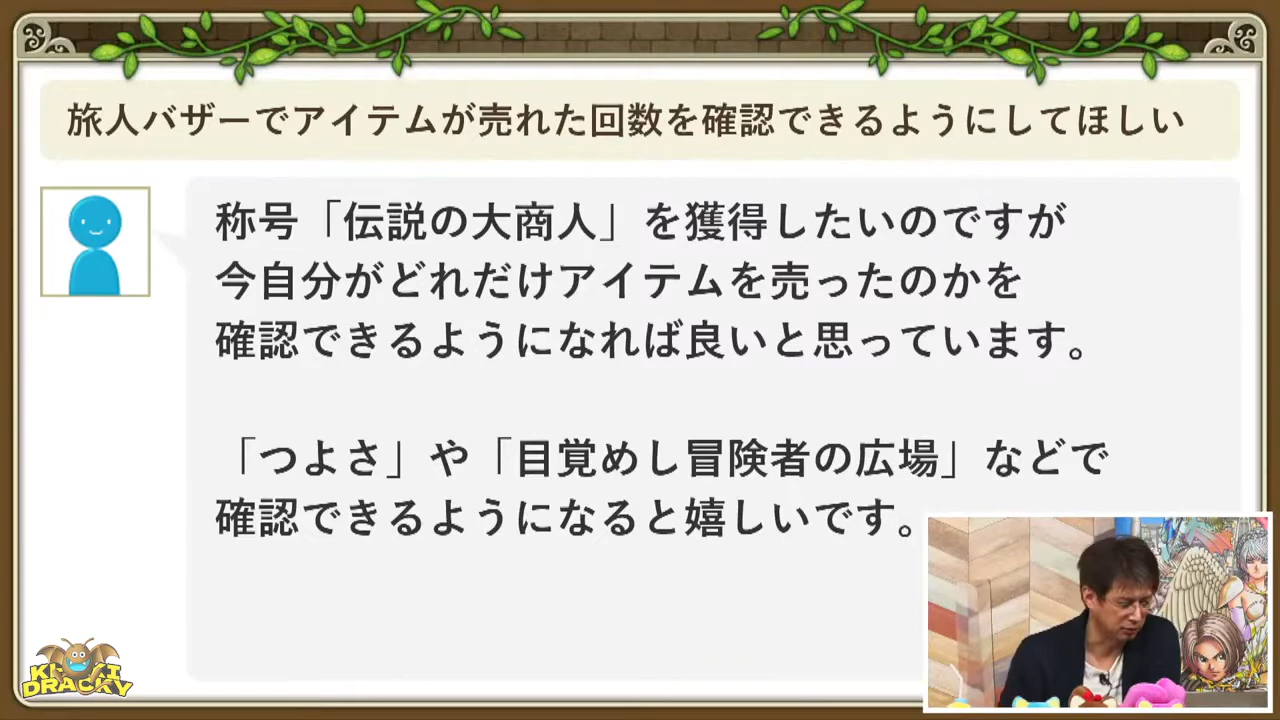 旅人バザーでアイテムが売れた回数を確認できるようにしてほしい
称号「伝説の大商人」を獲得したいのですが
今自分がどれだけアイテムを売ったのかを
確認できるようになれば良いと思っています。
「つよさ」や「目覚めし冒険者の広場」などで
確認できるようになると嬉しいです。
DRACKY